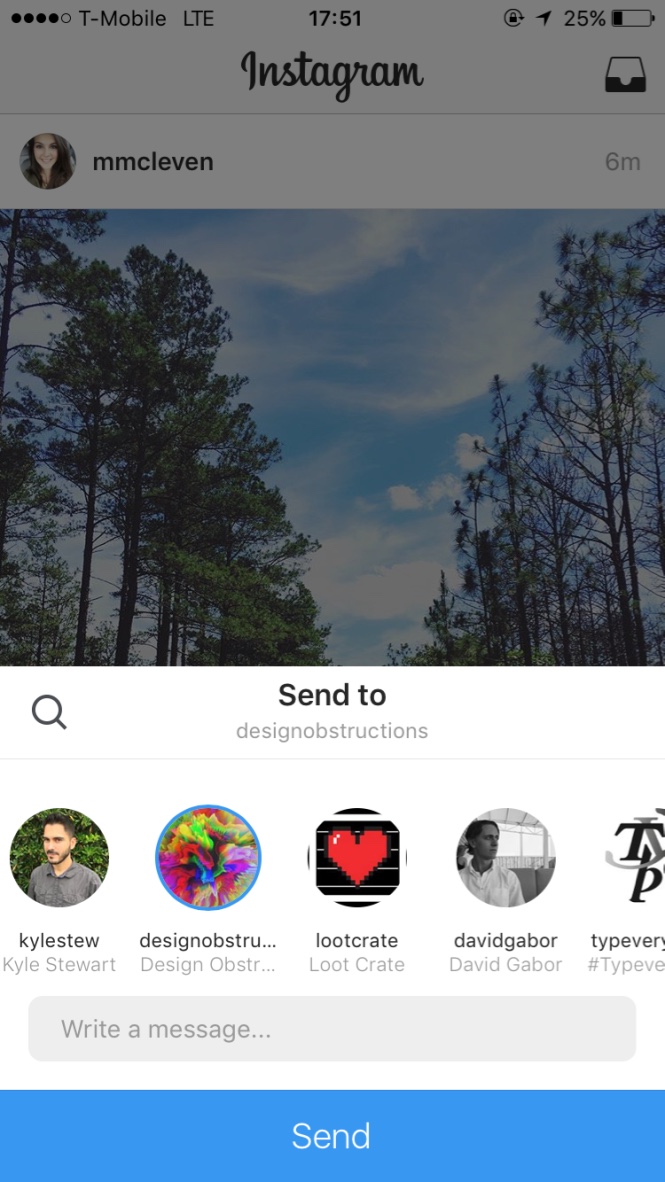 T-Mobile LTE 17:51 25%
Instagram
mmcleven 6m
Send to
designobstructions
kylestew designobstru... lootcrate davidgabor typevery
Kyle Stewart Design Obstr... Loot Crate David Gabor #Typeve
Write a message...
Send